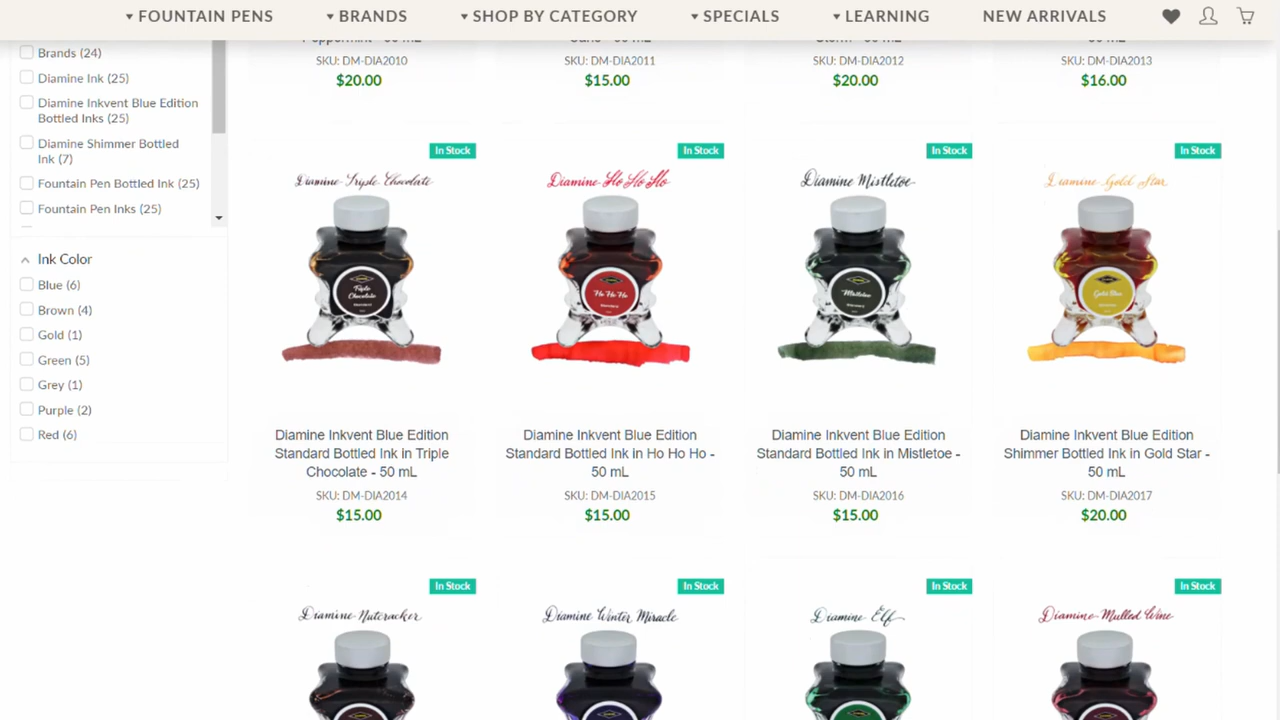 ▾ FOUNTAIN PENS ▾ BRANDS ▾ SHOP BY CATEGORY ▾ SPECIALS ▾ LEARNING NEW ARRIVALS
Brands (24)
Diamine Ink (25)
Diamine Inkvent Blue Edition
Bottled Inks (25)
Diamine Shimmer Bottled
Ink (7)
Fountain Pen Bottled Ink (25)
Fountain Pen Inks (25)
Ink Color
Blue (6)
Brown (4)
Gold (1)
Green (5)
Grey (1)
Purple (2)
Red (6)
SKU: DM-DIA2010
$20.00
SKU: DM-DIA2011
$15.00
SKU: DM-DIA2012
$20.00
SKU: DM-DIA2013
$16.00
In Stock
Diamine Triple Chocolate
Triple
Chocolate
Diamine Inkvent Blue Edition
Standard Bottled Ink in Triple
Chocolate - 50 mL
SKU: DM-DIA2014
$15.00
In Stock
Diamine Ho Ho Ho
Ho Ho Ho
Diamine Inkvent Blue Edition
Standard Bottled Ink in Ho Ho Ho -
50 mL
SKU: DM-DIA2015
$15.00
In Stock
Diamine Mistletoe
Mistletoe
Diamine Inkvent Blue Edition
Standard Bottled Ink in Mistletoe -
50 mL
SKU: DM-DIA2016
$15.00
In Stock
Diamine Gold Star
Gold Star
Diamine Inkvent Blue Edition
Shimmer Bottled Ink in Gold Star -
50 mL
SKU: DM-DIA2017
$20.00
In Stock
Diamine Nutcracker
In Stock
Diamine Winter Miracle
In Stock
Diamine Elf
In Stock
Diamine Mulled Wine